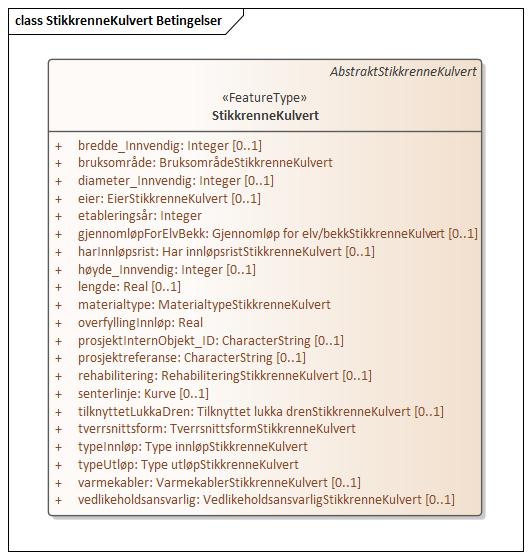 class StikkrenneKulvert Betingelser
AbstraktStikkrenneKulvert
«FeatureType»
StikkrenneKulvert
+ bredde_Innvendig: Integer [0..1]
+ bruksområde: BruksområdeStikkrenneKulvert
+ diameter_Innvendig: Integer [0..1]
+ eier: EierStikkrenneKulvert [0..1]
+ etableringsår: Integer
+ gjennomløpForElvBekk: Gjennomløp for elv/bekkStikkrenneKulvert [0..1]
+ harInnløpsrist: Har innløpsristStikkrenneKulvert [0..1]
+ høyde_Innvendig: Integer [0..1]
+ lengde: Real [0..1]
+ materialtype: MaterialtypeStikkrenneKulvert
+ overfyllingInnløp: Real
+ prosjektInternObjekt_ID: CharacterString [0..1]
+ prosjektreferanse: CharacterString [0..1]
+ rehabilitering: RehabiliteringStikkrenneKulvert [0..1]
+ senterlinje: Kurve [0..1]
+ tilknyttetLukkaDren: Tilknyttet lukka drenStikkrenneKulvert [0..1]
+ tverrsnittsform: TverrsnittsformStikkrenneKulvert
+ typeInnløp: Type innløpStikkrenneKulvert
+ typeUtløp: Type utløpStikkrenneKulvert
+ varmekabler: VarmekablerStikkrenneKulvert [0..1]
+ vedlikeholdsansvarlig: VedlikeholdsansvarligStikkrenneKulvert [0..1]